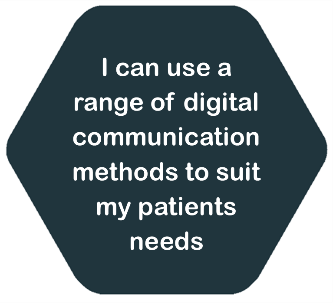 I can use a
range of digital
communication
methods to suit
my patients
needs